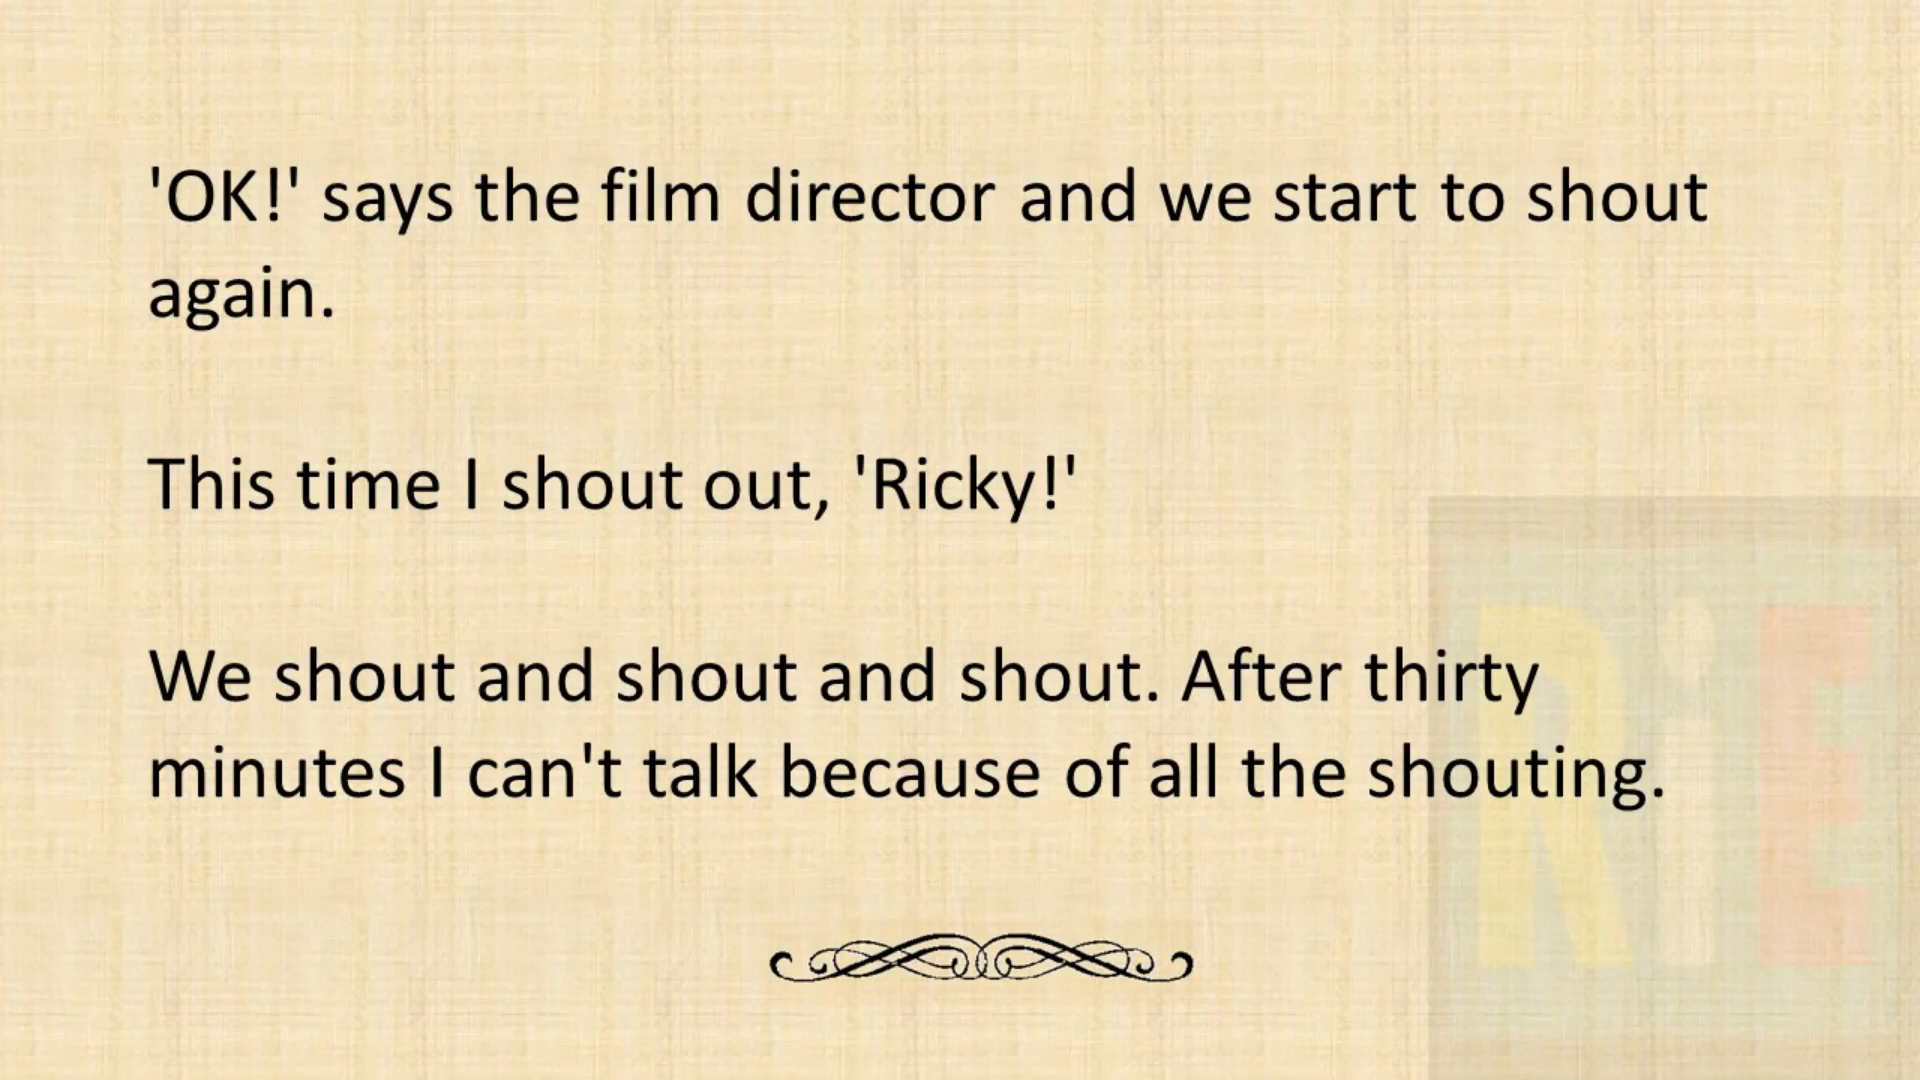 'OK!' says the film director and we start to shout
again.
This time I shout out, 'Ricky!'
We shout and shout and shout. After thirty
minutes I can't talk because of all the shouting.
RiE